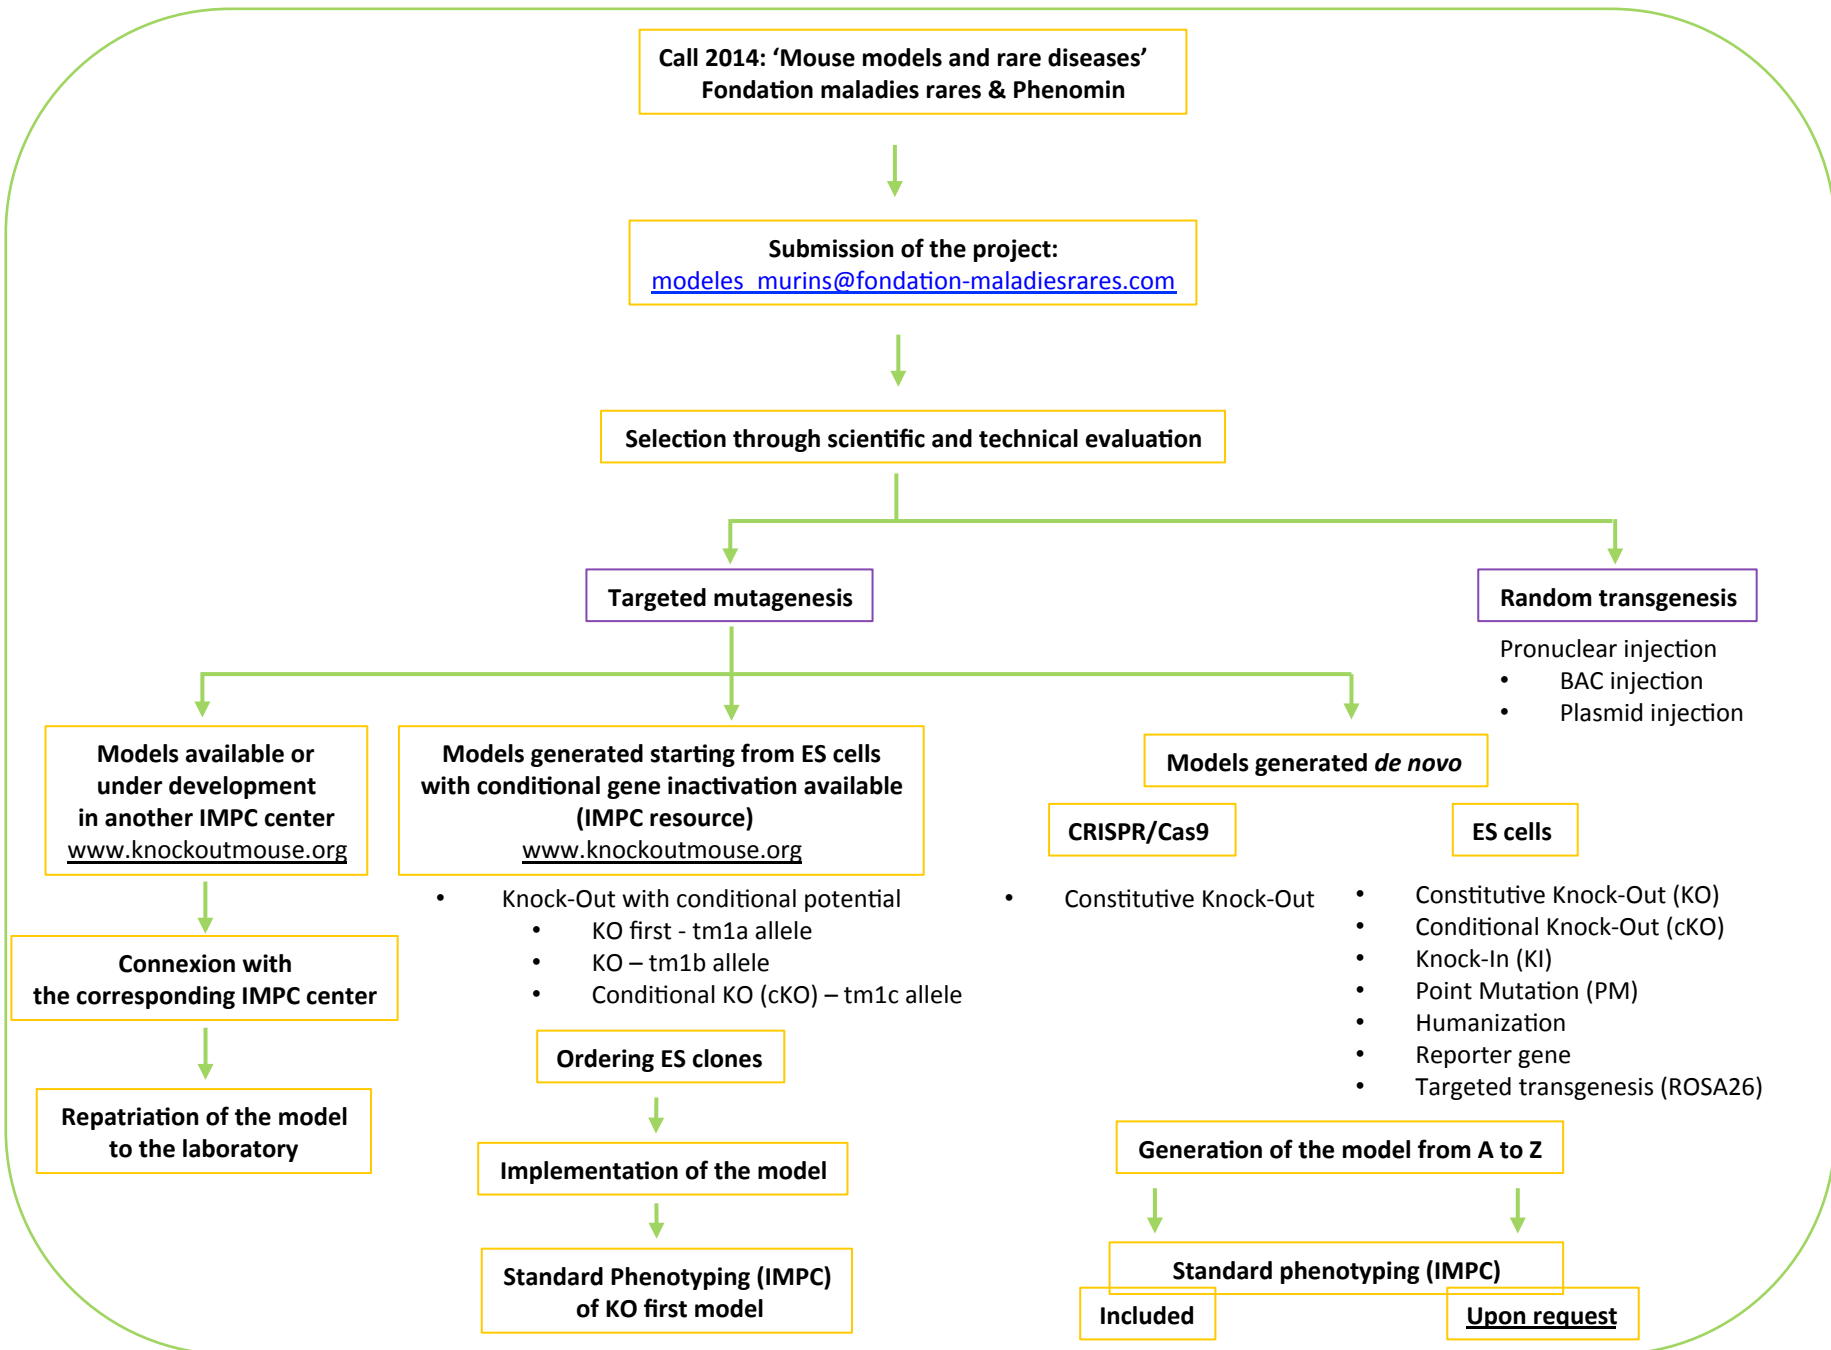 Call 2014: ‘Mouse models and rare diseases’
Fondation maladies rares & Phenomin
Submission of the project:
modeles_murins@fondation-maladiesrares.com
Selection through scientific and technical evaluation
Targeted mutagenesis
Random transgenesis
Pronuclear injection
• BAC injection
• Plasmid injection
Models available or
under development
in another IMPC center
www.knockoutmouse.org
Connexion with
the corresponding IMPC center
Repatriation of the model
to the laboratory
Models generated starting from ES cells
with conditional gene inactivation available
(IMPC resource)
www.knockoutmouse.org
• Knock-Out with conditional potential
• KO first - tm1a allele
• KO – tm1b allele
• Conditional KO (cKO) – tm1c allele
Ordering ES clones
Implementation of the model
Standard Phenotyping (IMPC)
of KO first model
Models generated de novo
CRISPR/Cas9
• Constitutive Knock-Out
ES cells
• Constitutive Knock-Out (KO)
• Conditional Knock-Out (cKO)
• Knock-In (KI)
• Point Mutation (PM)
• Humanization
• Reporter gene
• Targeted transgenesis (ROSA26)
Generation of the model from A to Z
Standard phenotyping (IMPC)
Included
Upon request